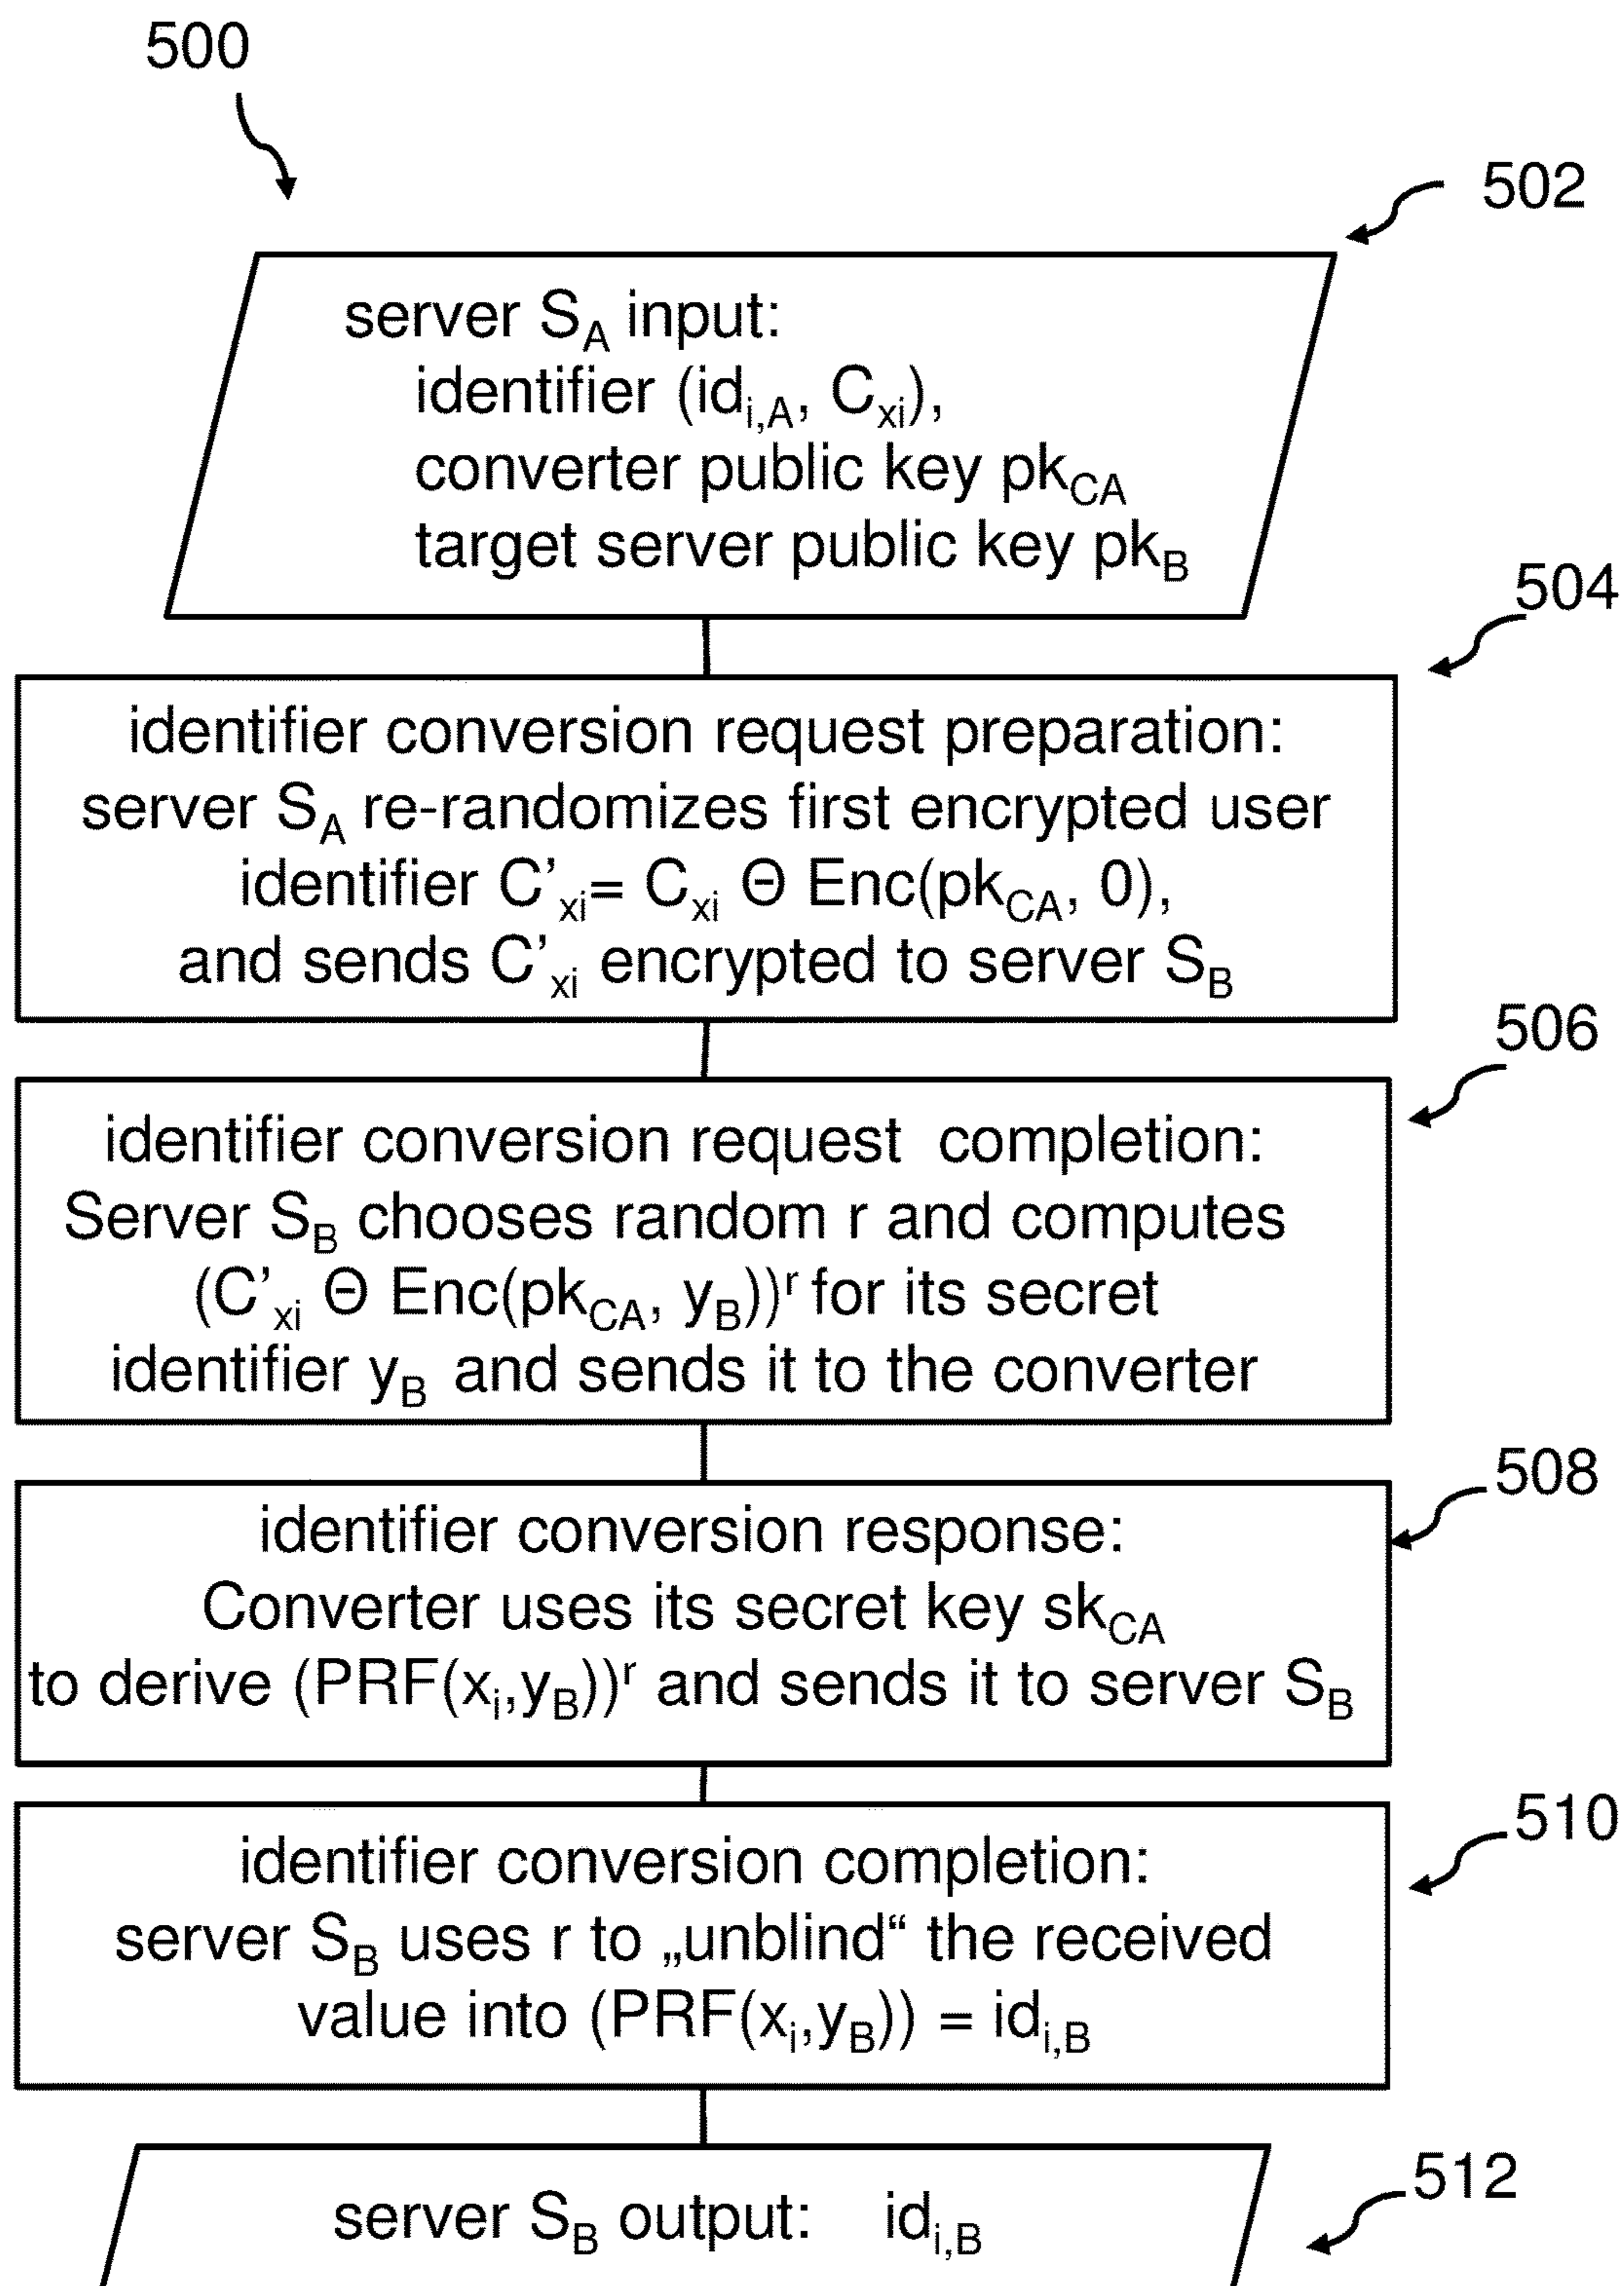 500
502
server S_A input:
identifier (id_i,A, C_xi),
converter public key pk_CA
target server public key pk_B
504
identifier conversion request preparation:
server S_A re-randomizes first encrypted user
identifier C'_xi= C_xi Θ Enc(pk_CA, 0),
and sends C'_xi encrypted to server S_B
506
identifier conversion request completion:
Server S_B chooses random r and computes
(C'_xi Θ Enc(pk_CA, y_B))^r for its secret
identifier y_B and sends it to the converter
508
identifier conversion response:
Converter uses its secret key sk_CA
to derive (PRF(x_i,y_B))^r and sends it to server S_B
510
identifier conversion completion:
server S_B uses r to „unblind“ the received
value into (PRF(x_i,y_B)) = id_i,B
512
server S_B output: id_i,B